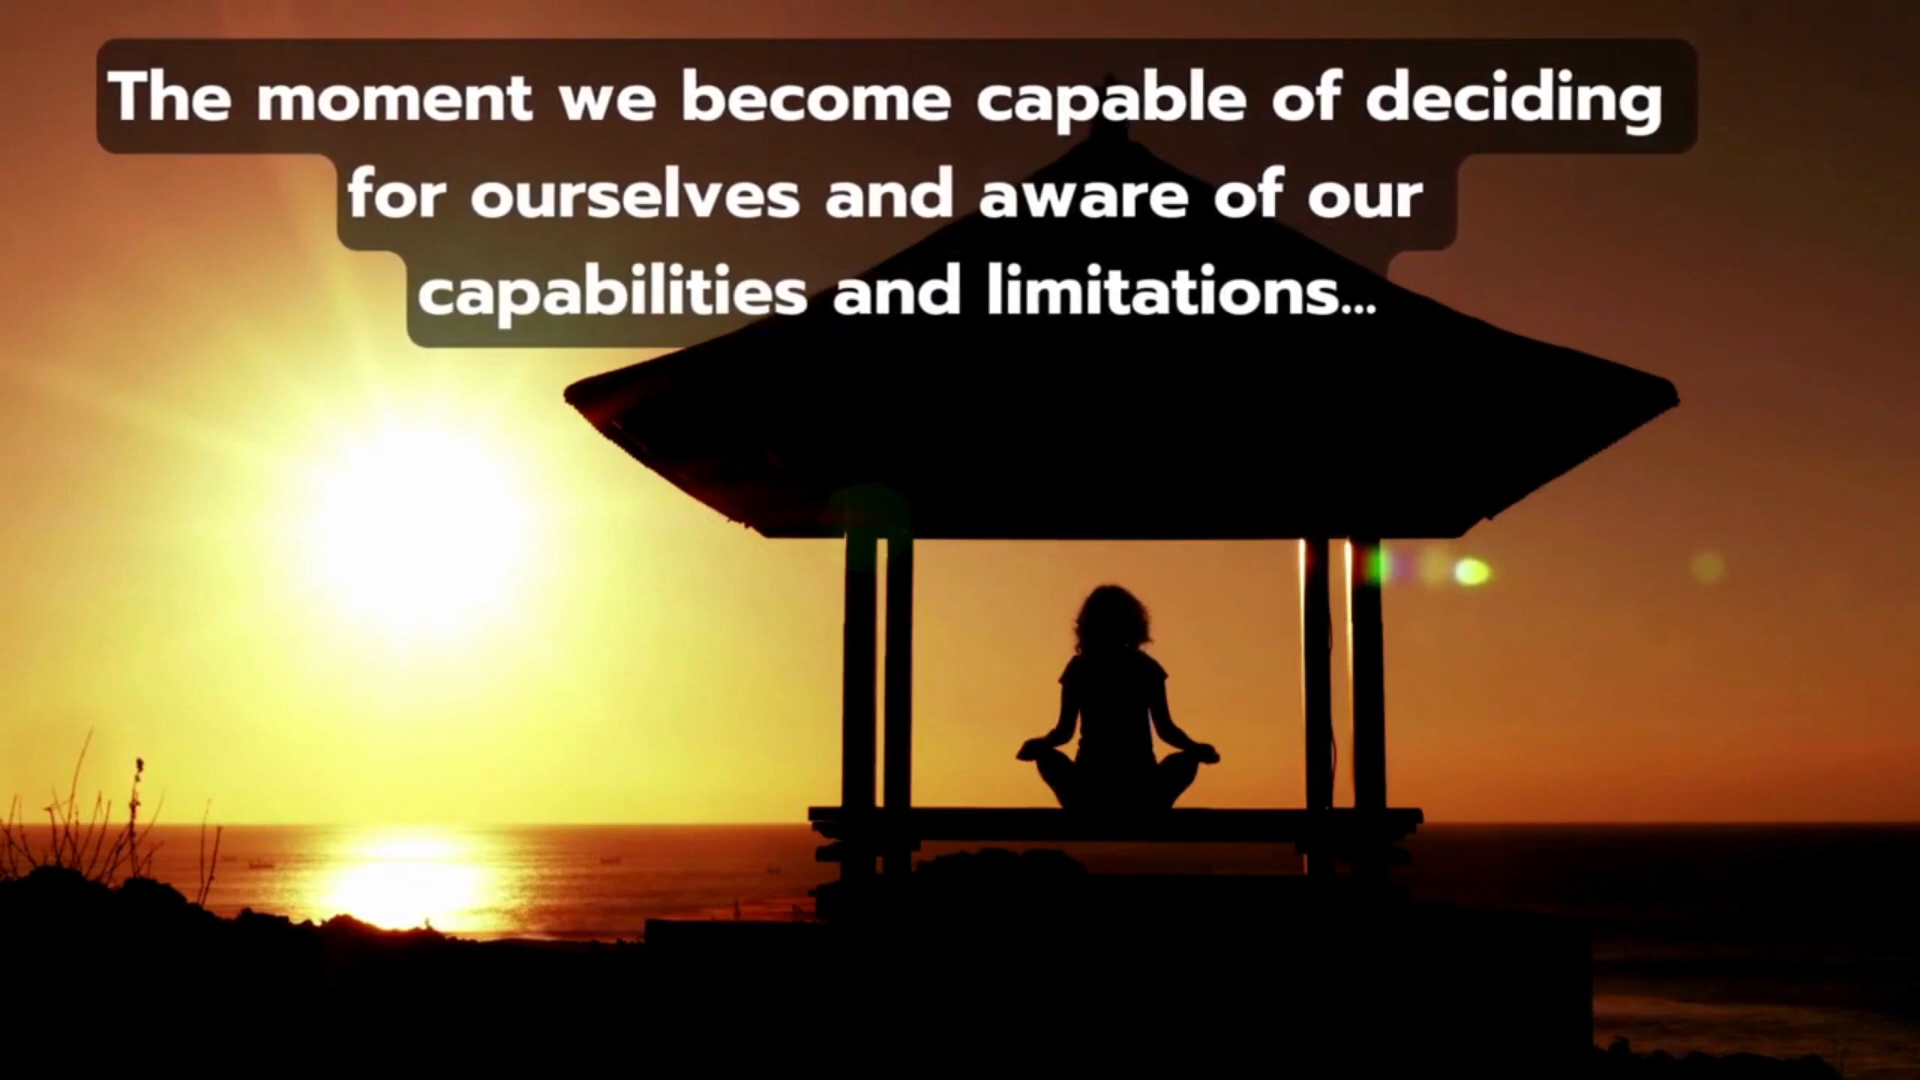 The moment we become capable of deciding
for ourselves and aware of our
capabilities and limitations...